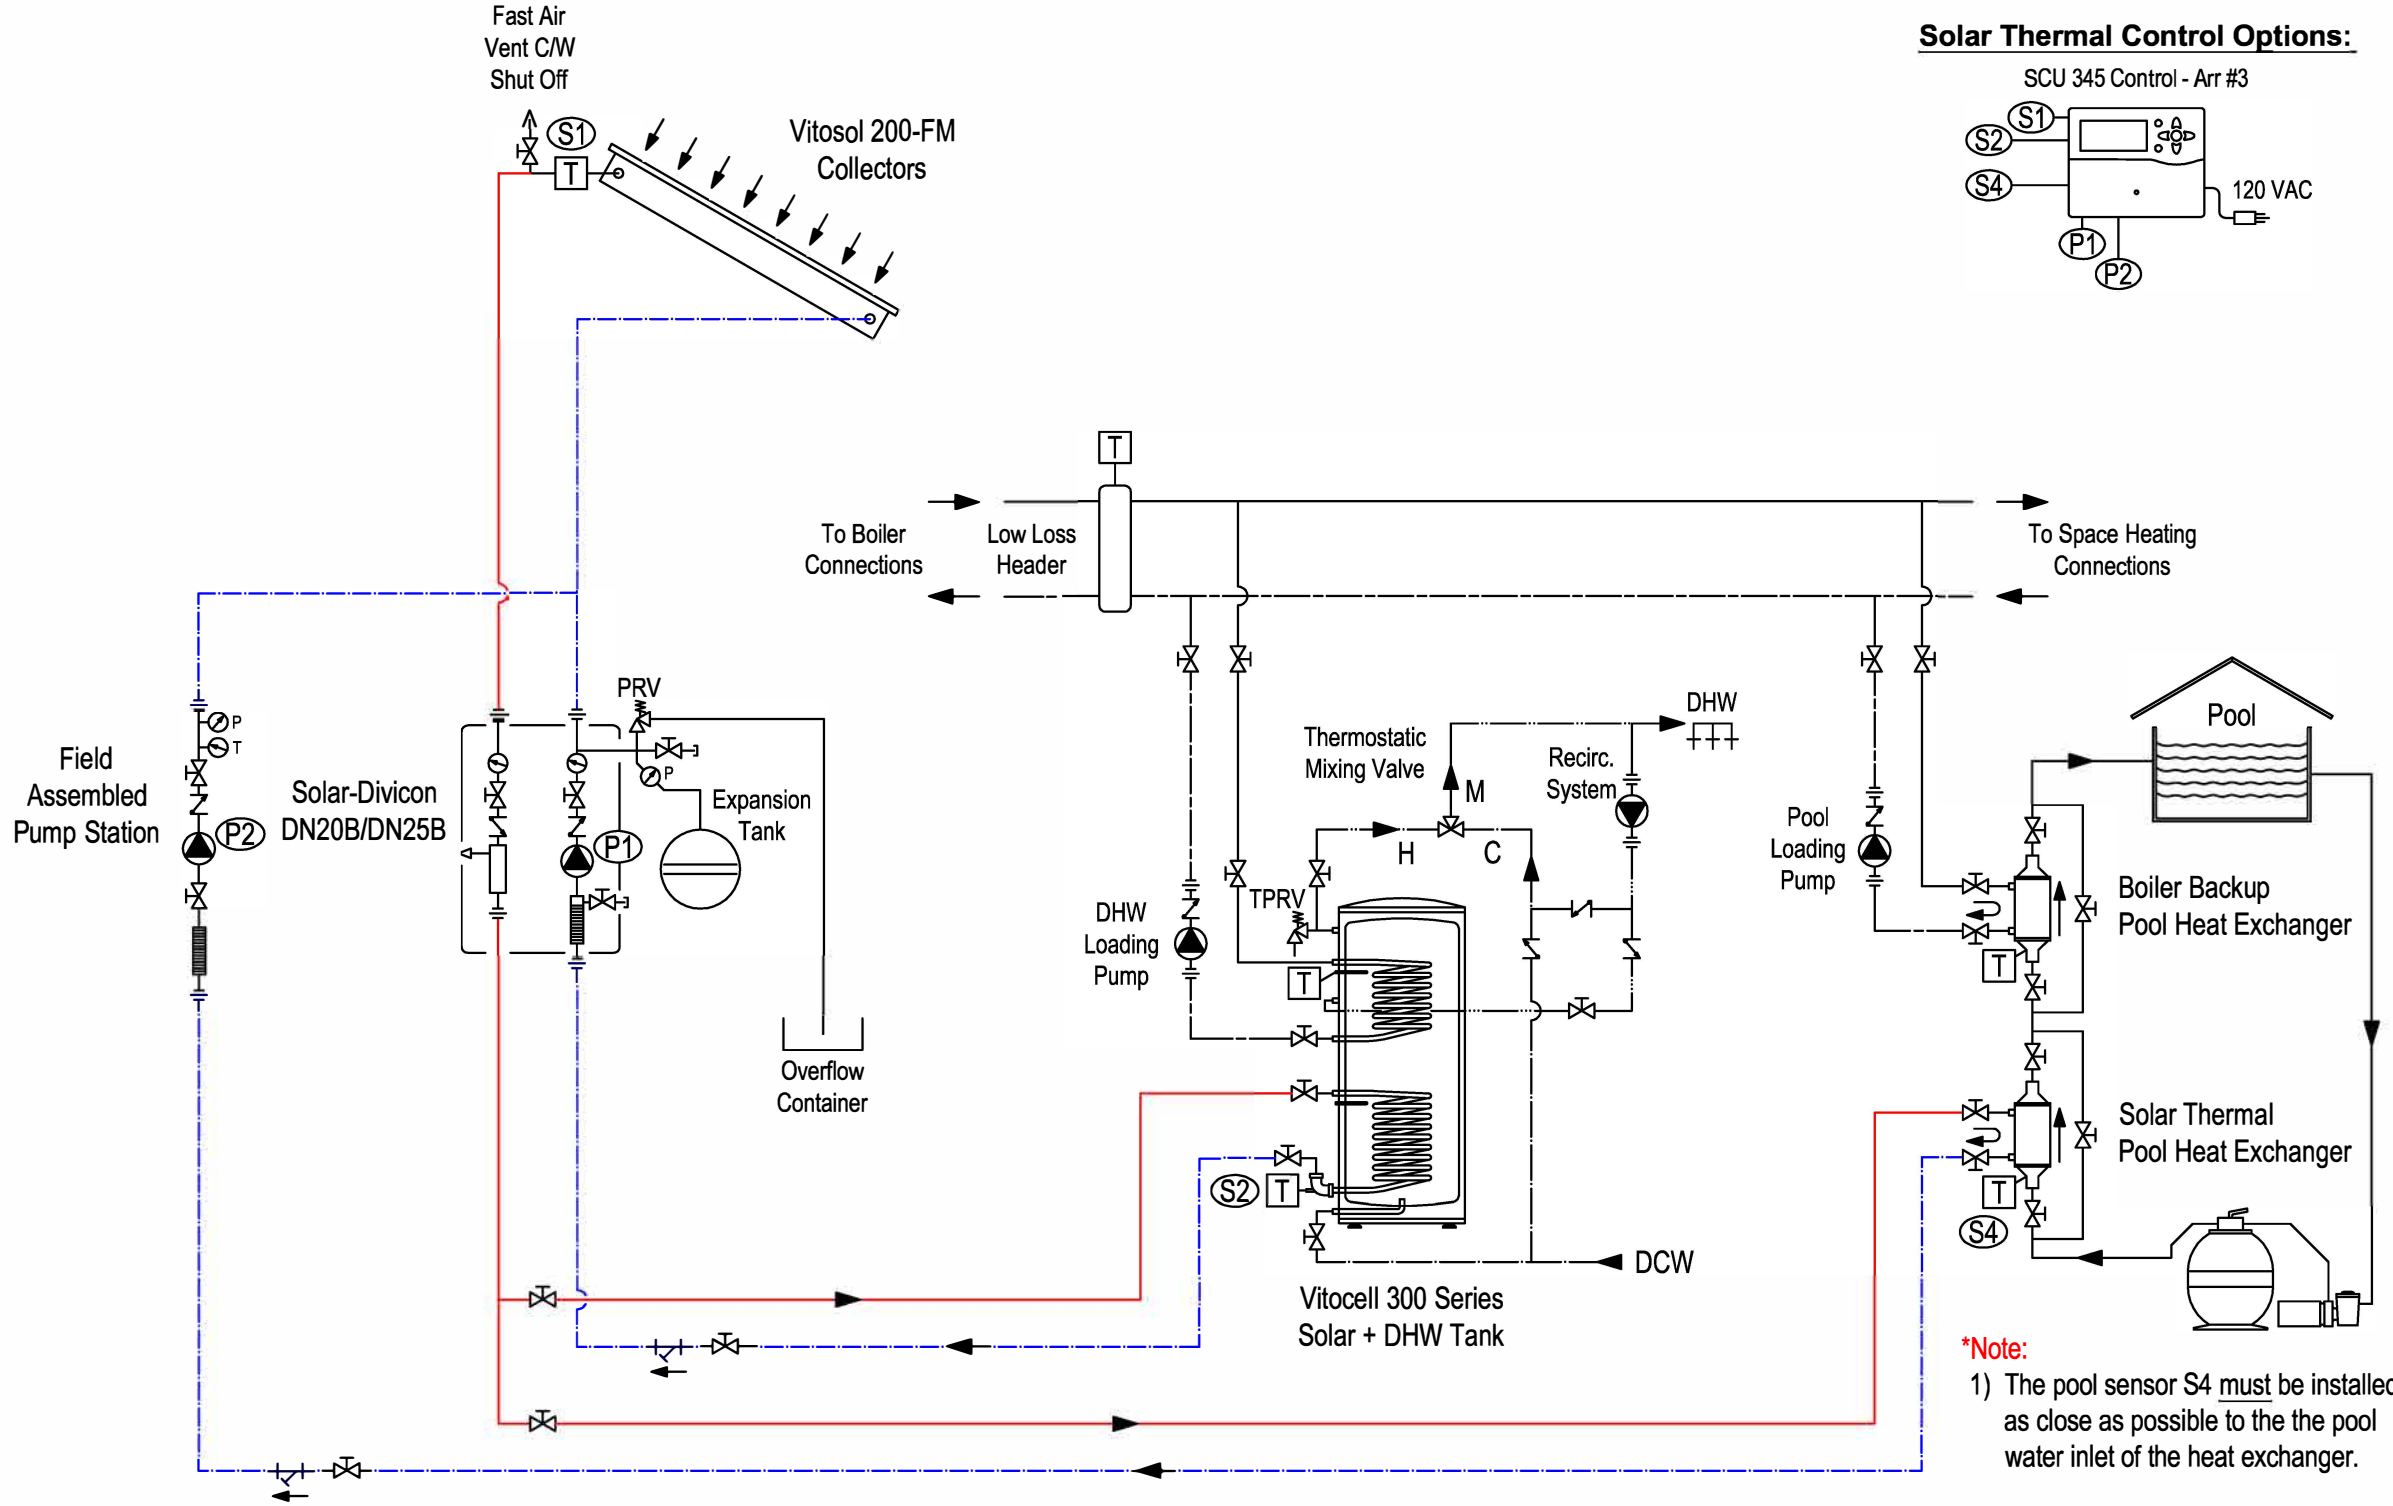 Fast Air
Vent C/W
Shut Off
S1
T
Vitosol 200-FM
Collectors
Solar Thermal Control Options:
SCU 345 Control - Arr #3
S1
S2
S4
120 VAC
P1
P2
T
To Boiler
Connections
Low Loss
Header
To Space Heating
Connections
P
T
Field
Assembled
Pump Station
P2
Solar-Divicon
DN20B/DN25B
PRV
P
P1
Expansion
Tank
Overflow
Container
DHW
Loading
Pump
Thermostatic
Mixing Valve
M
H
C
TPRV
T
DHW
Recirc.
System
Pool
Loading
Pump
Pool
Boiler Backup
Pool Heat Exchanger
T
Solar Thermal
Pool Heat Exchanger
T
S4
S2
T
DCW
Vitocell 300 Series
Solar + DHW Tank
*Note:
1) The pool sensor S4 must be installed
as close as possible to the the pool
water inlet of the heat exchanger.